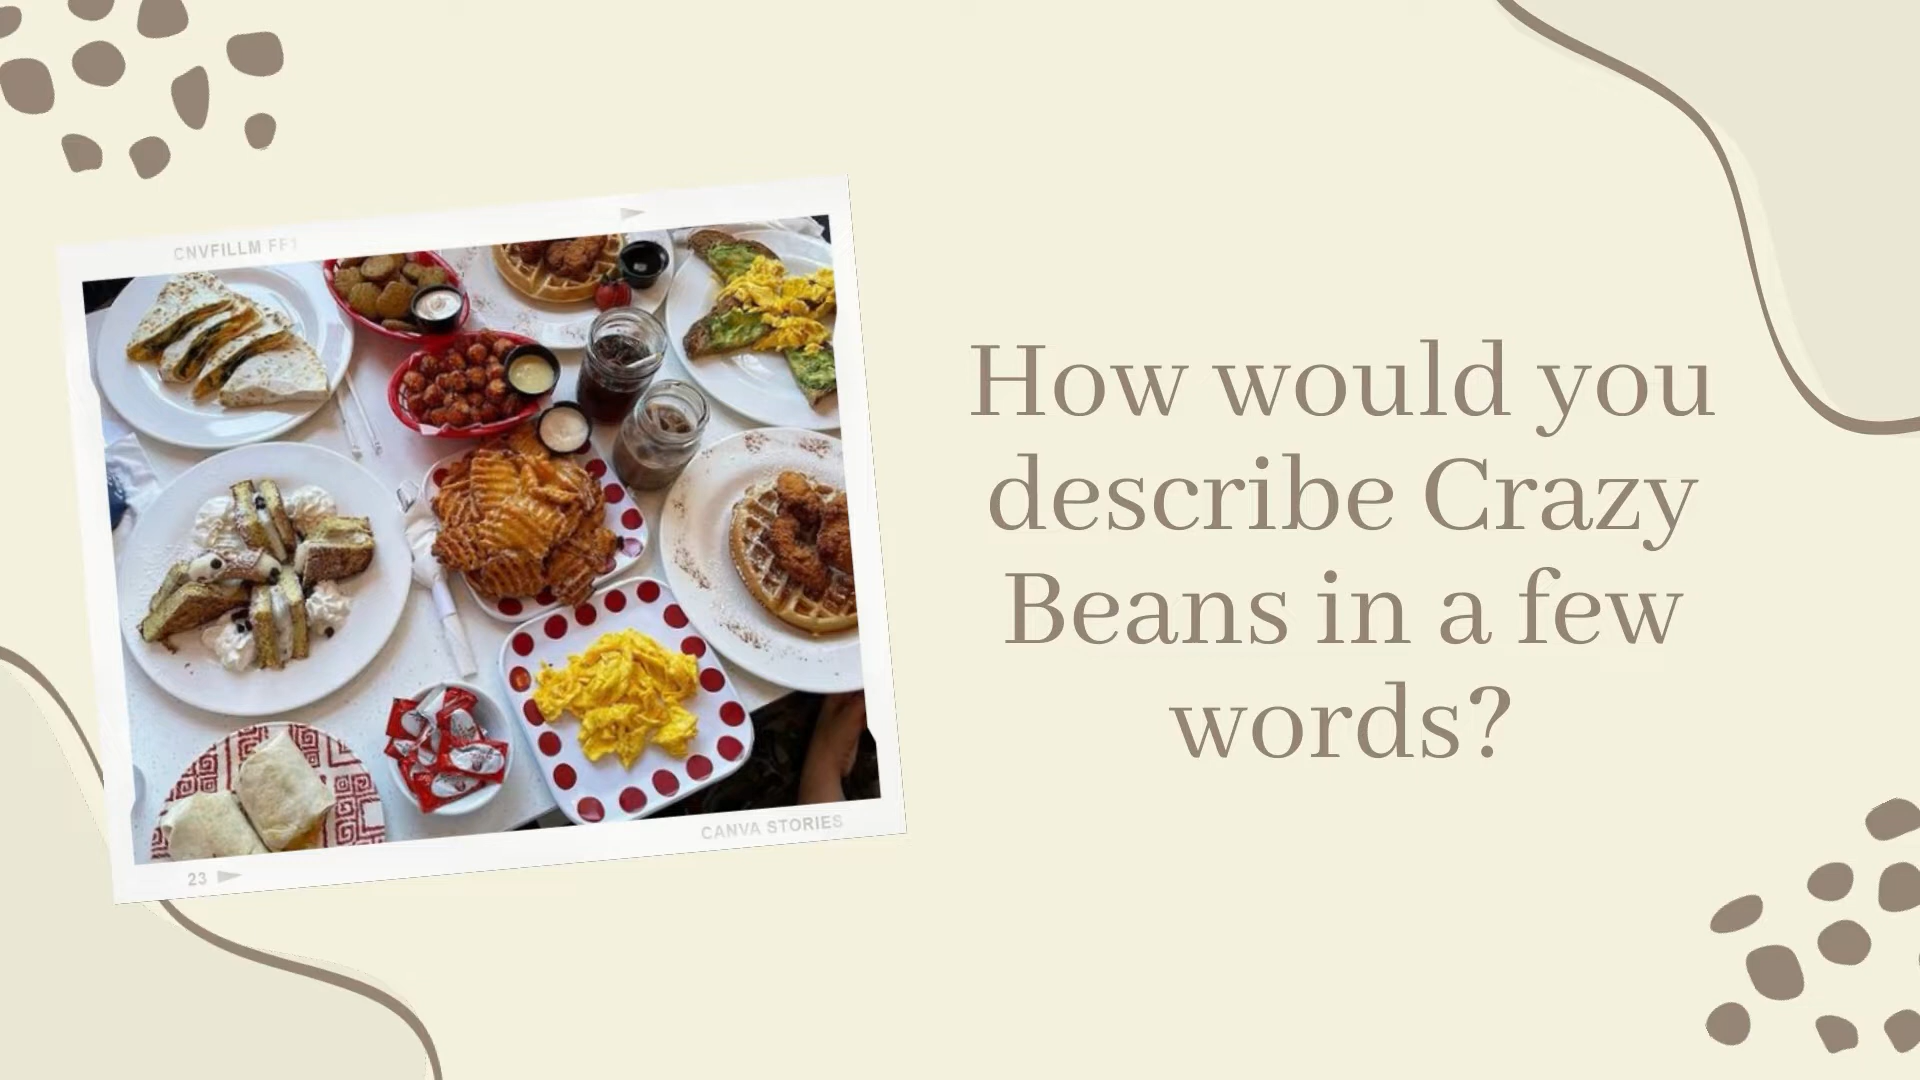 CNVFILLM FF1
How would you
describe Crazy
Beans in a few
words?
CANVA STORIES
23